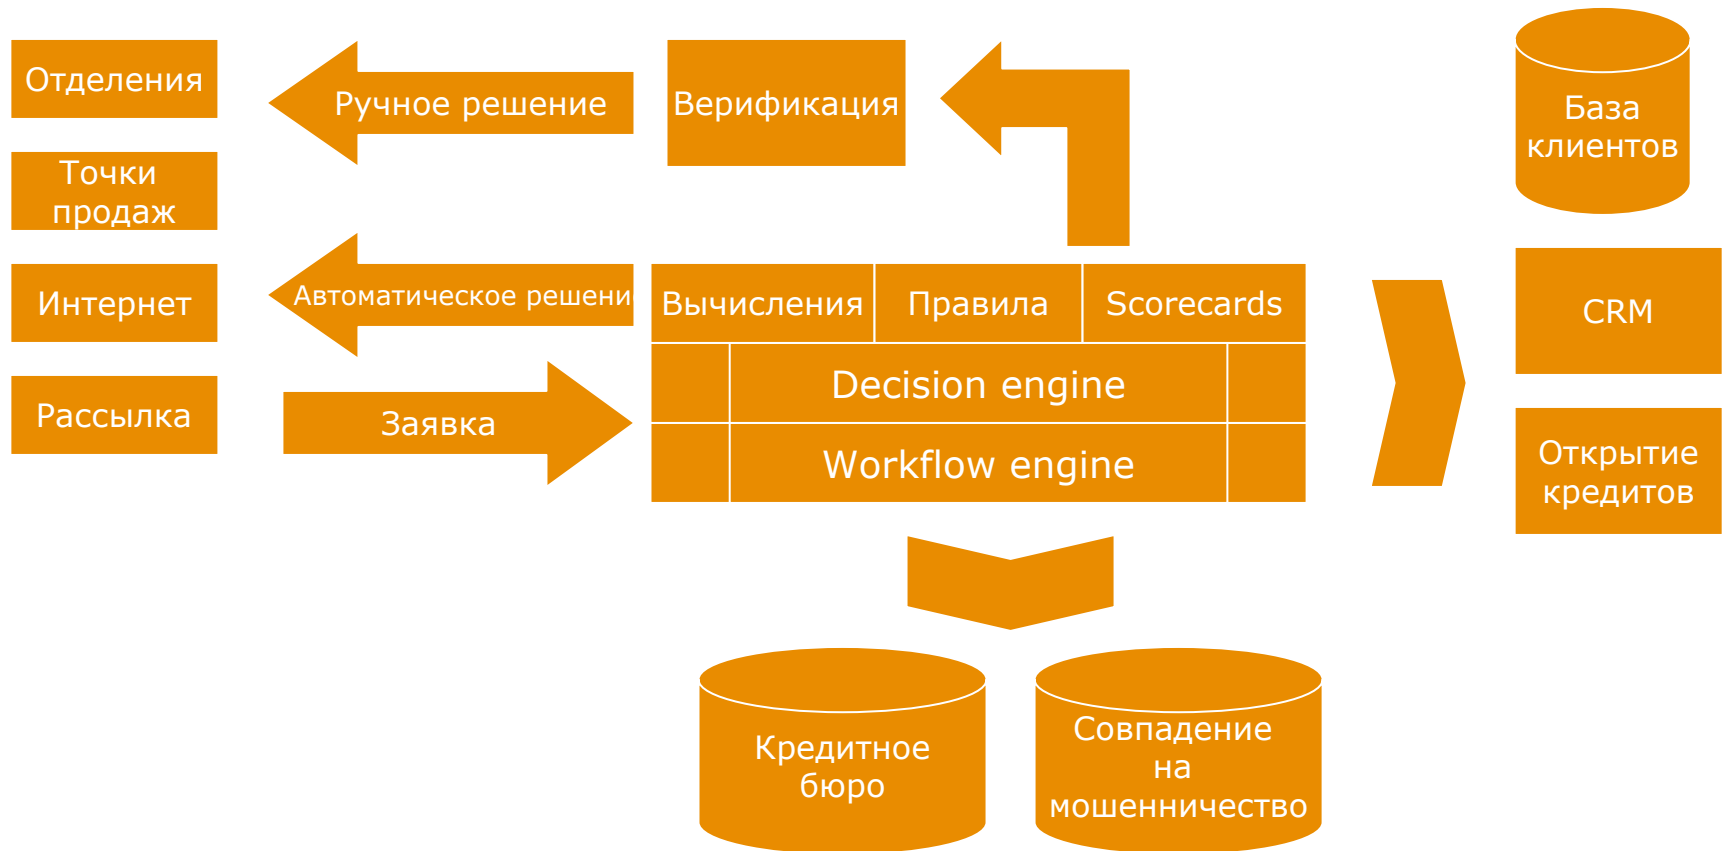 Отделения
Точки
продаж
Интернет
Рассылка
Ручное решение
Автоматическое решени
Заявка
Верификация
Вычисления
Правила
Scorecards
Decision engine
Workflow engine
Кредитное
бюро
Совпадение
на
мошенничество
База
клиентов
CRM
Открытие
кредитов